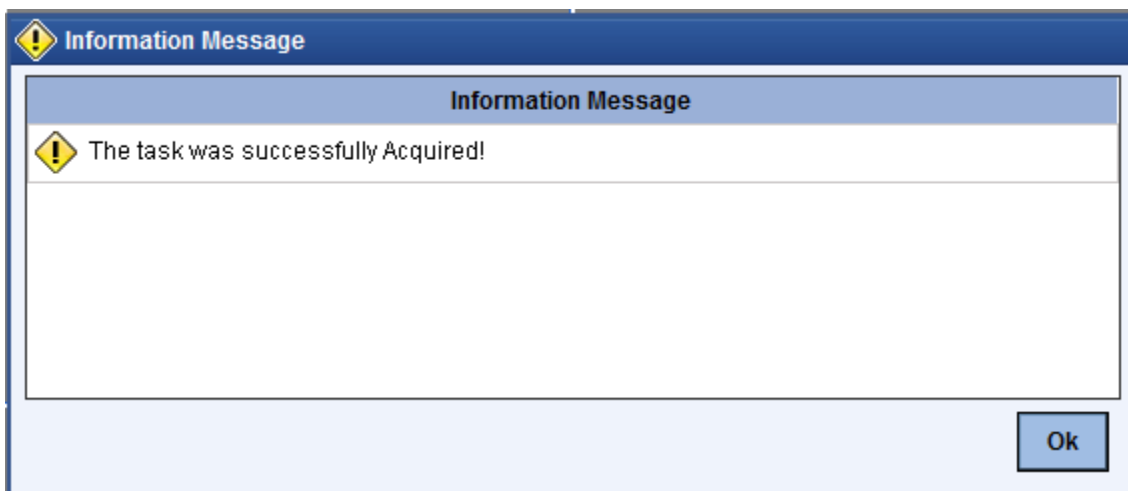 Information Message
Information Message
The task was successfully Acquired!
Ok